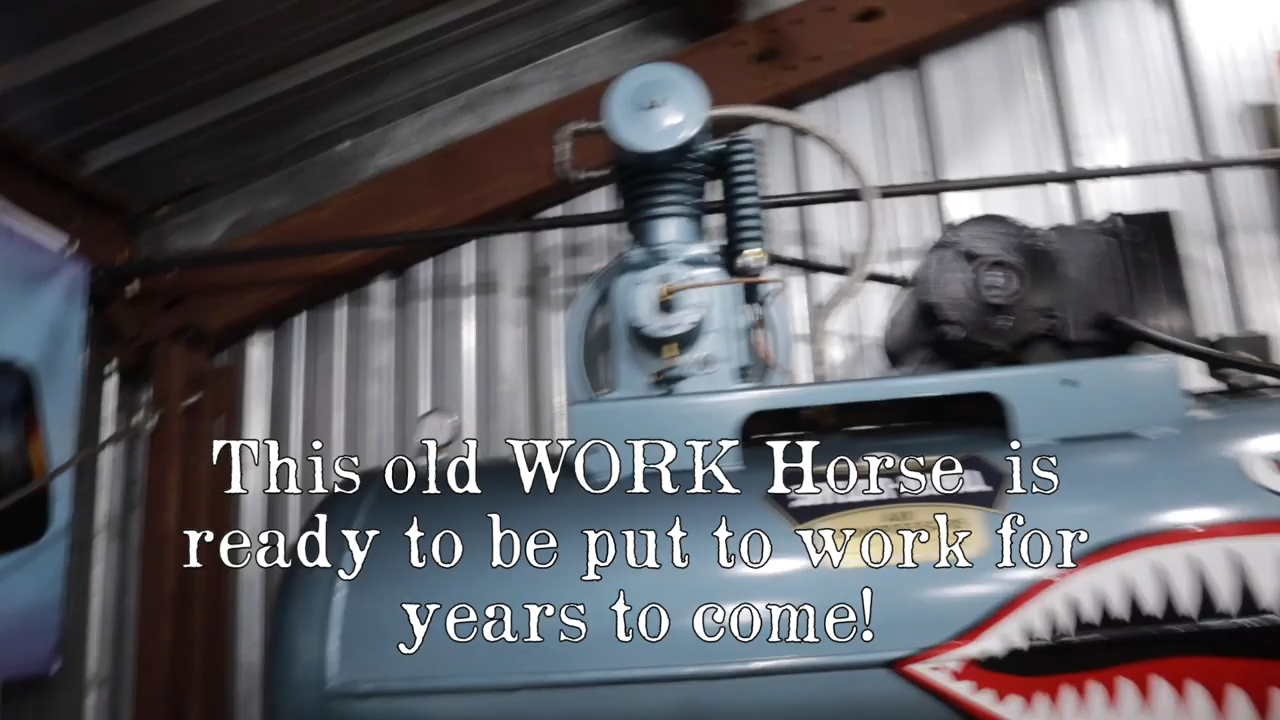 This old WORK Horse is
ready to be put to work for
years to come!